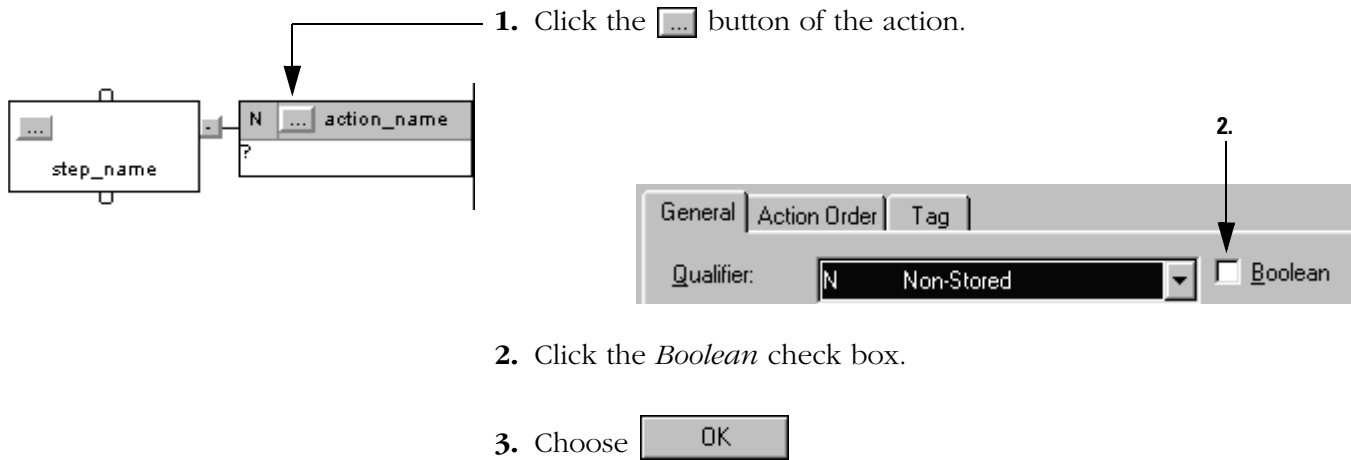 1. Click the ... button of the action.
N ... action_name
...
?
step_name
2.
General Action Order Tag
Qualifier: N Non-Stored Boolean
2. Click the Boolean check box.
3. Choose OK